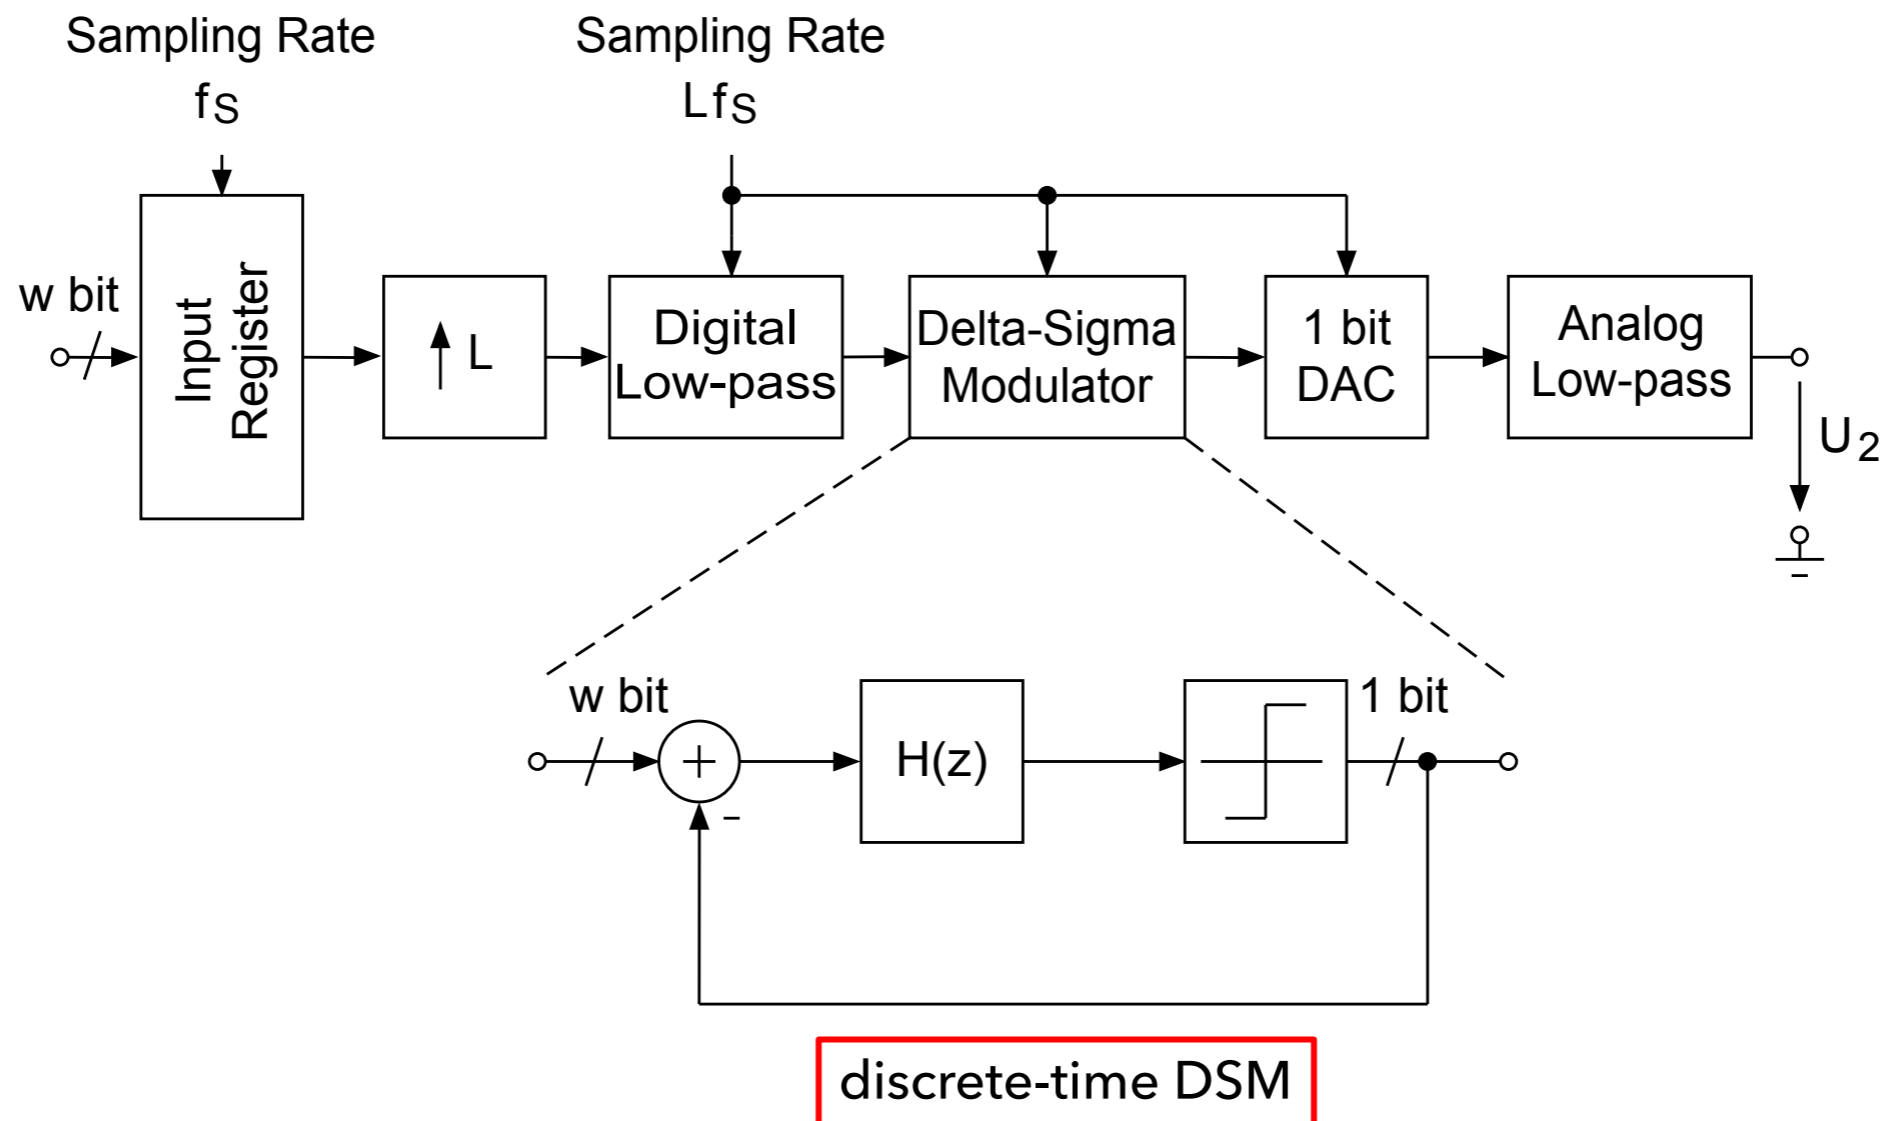 Sampling Rate
fS
Sampling Rate
LfS
w bit
Input
Register
L
Digital
Low-pass
Delta-Sigma
Modulator
1 bit
DAC
Analog
Low-pass
U2
w bit
+
-
H(z)
1 bit
discrete-time DSM